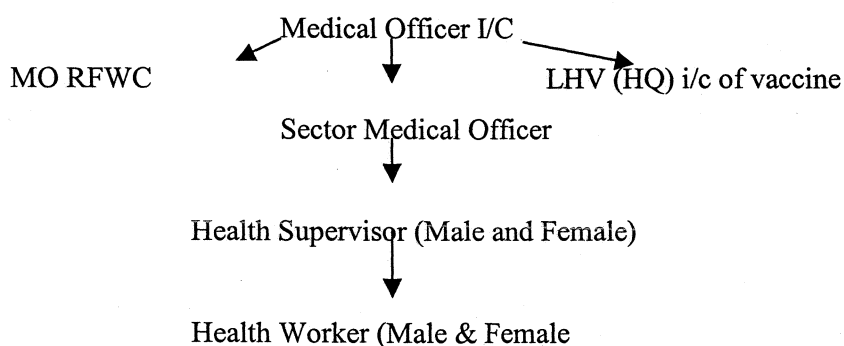 Medical Officer I/C
MO RFWC
LHV (HQ) i/c of vaccine
Sector Medical Officer
Health Supervisor (Male and Female)
Health Worker (Male & Female